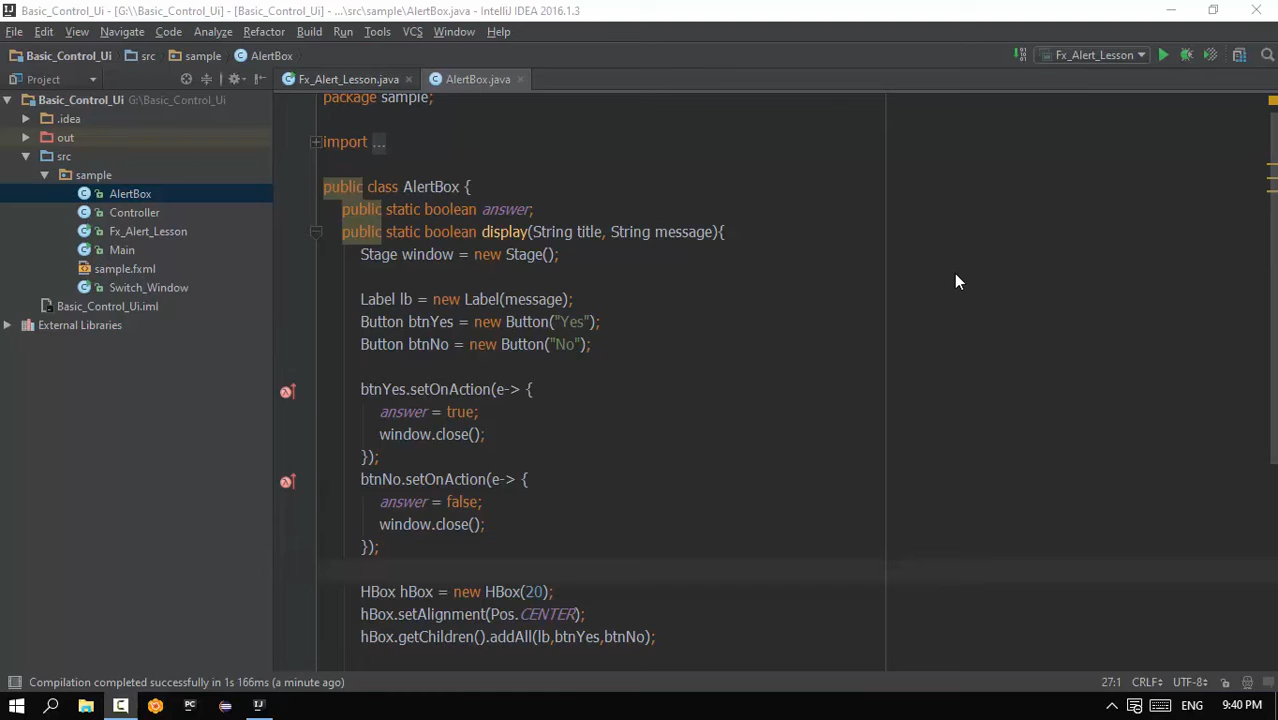 Basic_Control_Ui - [G:\\Basic_Control_Ui] - [Basic_Control_Ui] - ...\src\sample\AlertBox.java - IntelliJ IDEA 2016.1.3
File Edit View Navigate Code Analyze Refactor Build Run Tools VCS Window Help
Basic_Control_Ui src sample AlertBox Fx_Alert_Lesson
Project Fx_Alert_Lesson.java AlertBox.java
Basic_Control_Ui G:\Basic_Control_Ui
.idea
out
src
sample
AlertBox
Controller
Fx_Alert_Lesson
Main
sample.fxml
Switch_Window
Basic_Control_Ui.iml
External Libraries
package sample;
import ...
public class AlertBox {
public static boolean answer;
public static boolean display(String title, String message){
Stage window = new Stage();
Label lb = new Label(message);
Button btnYes = new Button("Yes");
Button btnNo = new Button("No");
btnYes.setOnAction(e-> {
answer = true;
window.close();
});
btnNo.setOnAction(e-> {
answer = false;
window.close();
});
HBox hBox = new HBox(20);
hBox.setAlignment(Pos.CENTER);
hBox.getChildren().addAll(lb,btnYes,btnNo);
Compilation completed successfully in 1s 166ms (a minute ago) 27:1 CRLF÷ UTF-8÷
PC ENG 9:40 PM